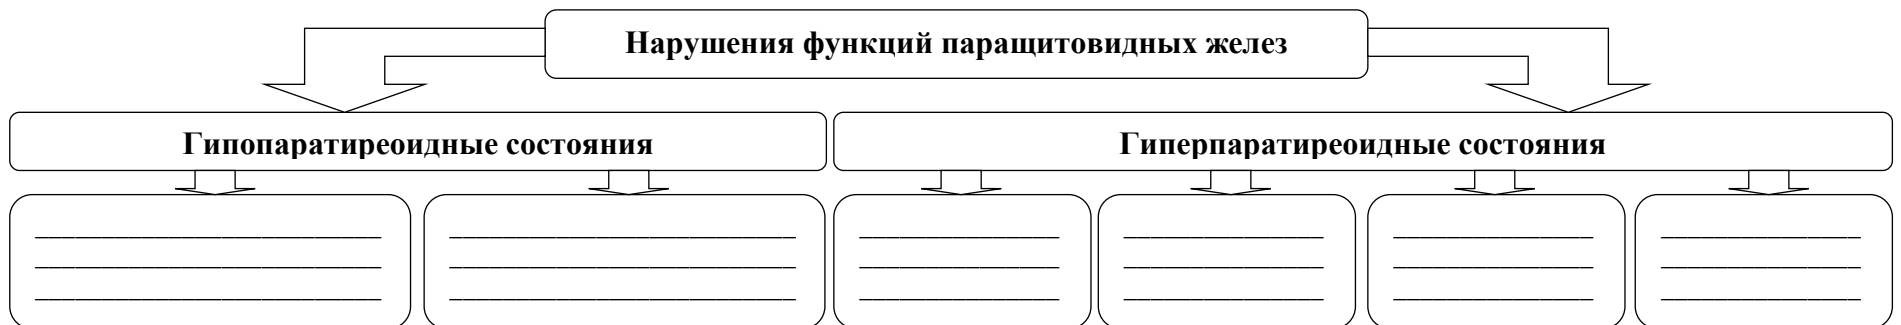 Нарушения функций паращитовидных желез
Гипопаратиреоидные состояния
Гиперпаратиреоидные состояния